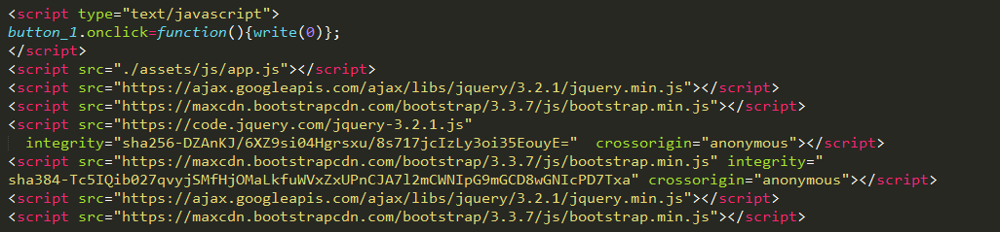 <script type="text/javascript">
button_1.onclick=function(){write(0)};
</script>
<script src="./assets/js/app.js"></script>
<script src="https://ajax.googleapis.com/ajax/libs/jquery/3.2.1/jquery.min.js"></script>
<script src="https://maxcdn.bootstrapcdn.com/bootstrap/3.3.7/js/bootstrap.min.js"></script>
<script src="https://code.jquery.com/jquery-3.2.1.js"
integrity="sha256-DZAnKJ/6XZ9si04Hgrsxu/8s717jcIzLy3oi35EouyE=" crossorigin="anonymous"></script>
<script src="https://maxcdn.bootstrapcdn.com/bootstrap/3.3.7/js/bootstrap.min.js" integrity="
sha384-Tc5IQib027qvyjSMfHjOMaLkfuWVxZxUPnCJA7l2mCWNIpG9mGCD8wGNIcPD7Txa" crossorigin="anonymous"></script>
<script src="https://ajax.googleapis.com/ajax/libs/jquery/3.2.1/jquery.min.js"></script>
<script src="https://maxcdn.bootstrapcdn.com/bootstrap/3.3.7/js/bootstrap.min.js"></script>